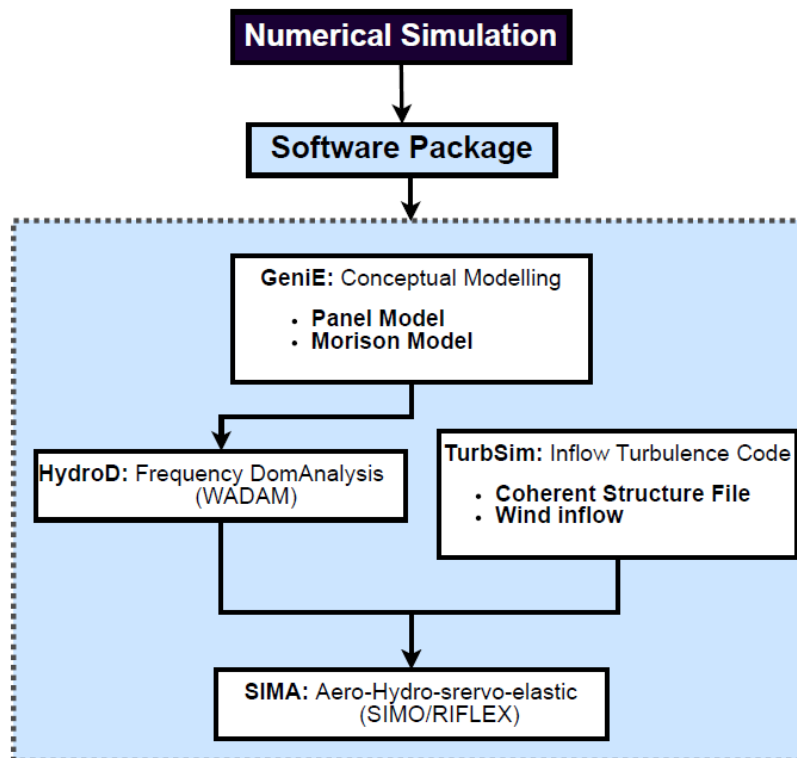 Numerical Simulation
Software Package
GeniE: Conceptual Modelling
• Panel Model
• Morison Model
HydroD: Frequency DomAnalysis
(WADAM)
TurbSim: Inflow Turbulence Code
• Coherent Structure File
• Wind inflow
SIMA: Aero-Hydro-srervo-elastic
(SIMO/RIFLEX)